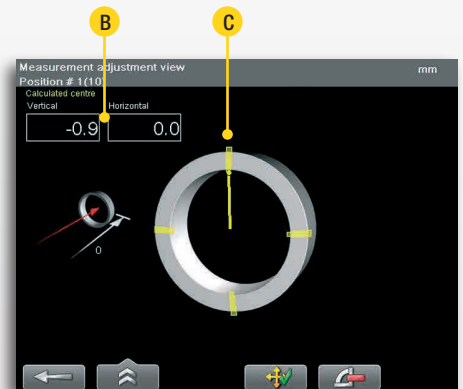 B C
Measurement adjustment view mm
Position # 1(10)
Calculated centre
Vertical Horizontal
-0.9 0.0
0